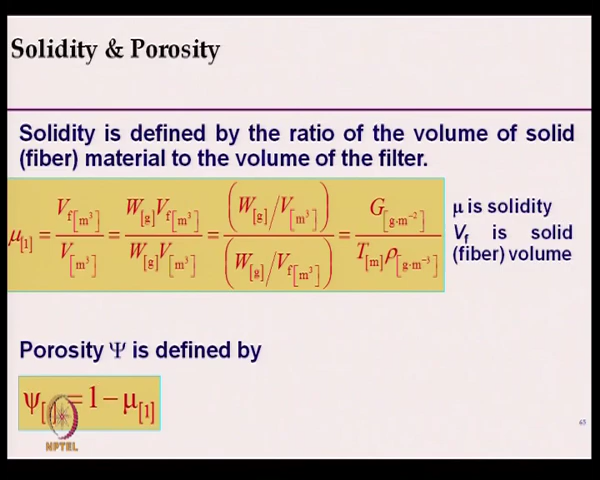 Solidity & Porosity
Solidity is defined by the ratio of the volume of solid
(fiber) material to the volume of the filter.
μ[1] = Vf[m³] / V[m³] = W[g]Vf[m³] / W[g]V[m³] = (W[g]/V[m³]) / (W[g]/Vf[m³]) = G[g·m⁻²] / T[m]ρ[g·m⁻³]
μ is solidity
Vf is solid
(fiber) volume
Porosity Ψ is defined by
ψ[] = 1 − μ[1]
NPTEL